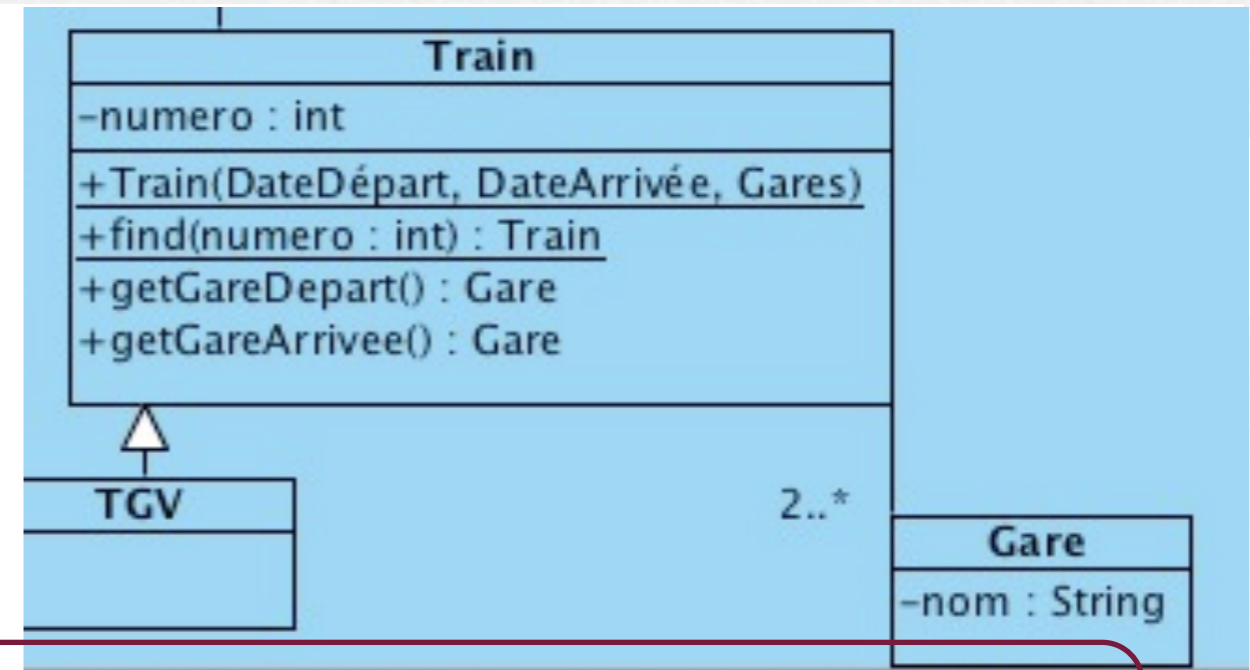 Train
-numero : int
+Train(DateDépart, DateArrivée, Gares)
+find(numero : int) : Train
+getGareDepart() : Gare
+getGareArrivee() : Gare
TGV
2..*
Gare
-nom : String